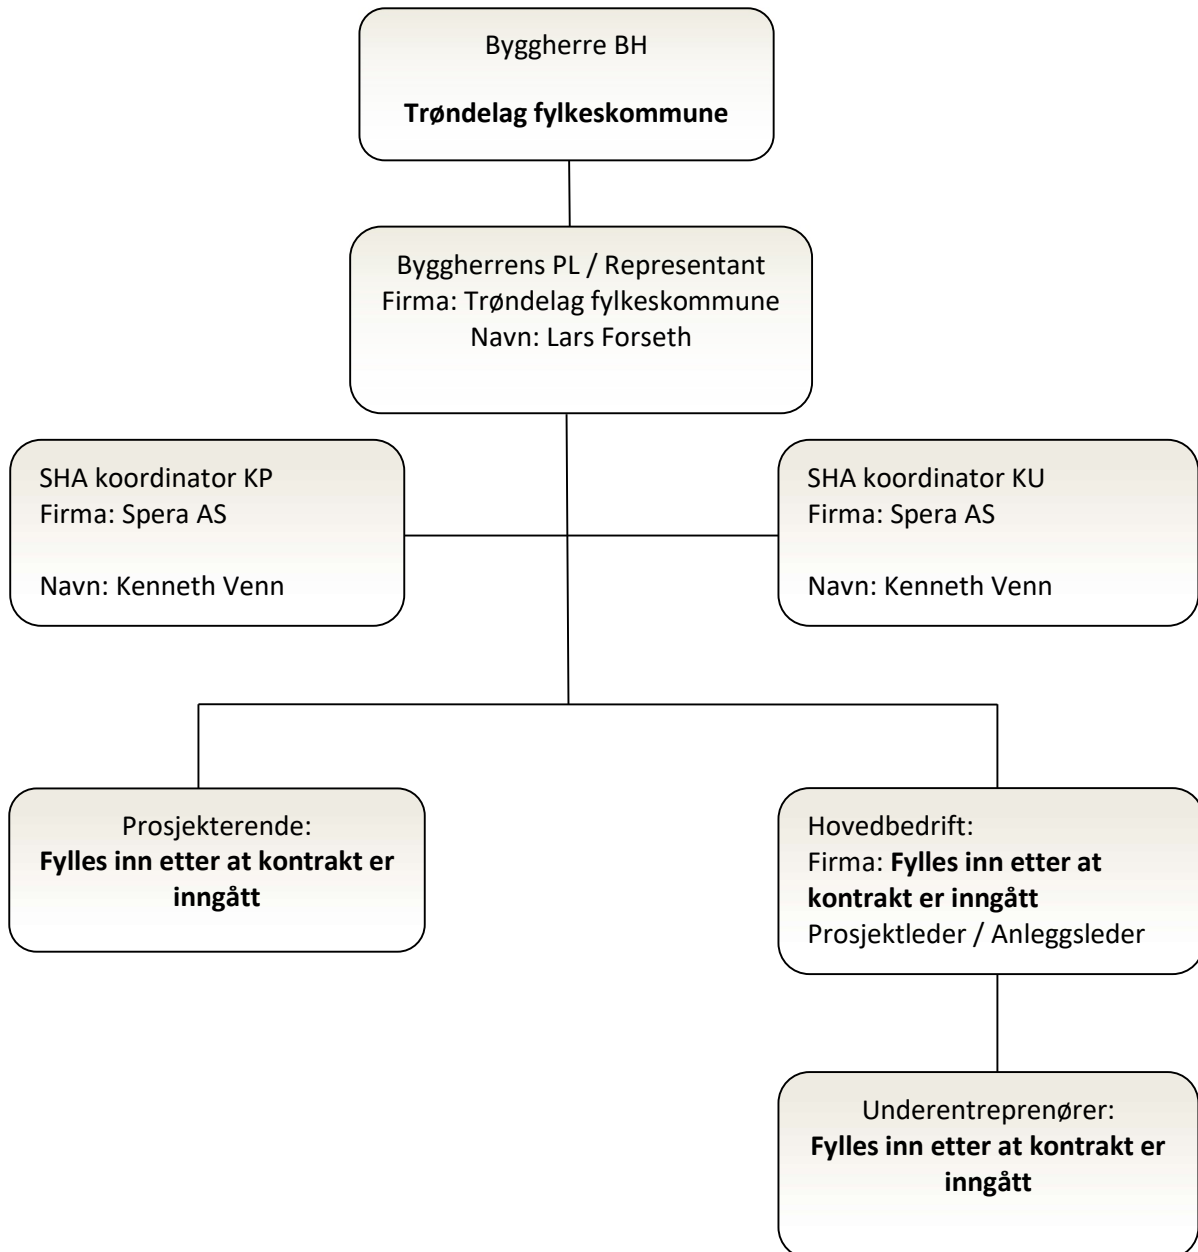 Byggherre BH
Trøndelag fylkeskommune
Byggherrens PL / Representant
Firma: Trøndelag fylkeskommune
Navn: Lars Forseth
SHA koordinator KP
Firma: Spera AS
Navn: Kenneth Venn
SHA koordinator KU
Firma: Spera AS
Navn: Kenneth Venn
Prosjekterende:
Fylles inn etter at kontrakt er
inngått
Hovedbedrift:
Firma: Fylles inn etter at
kontrakt er inngått
Prosjektleder / Anleggsleder
Underentreprenører:
Fylles inn etter at kontrakt er
inngått